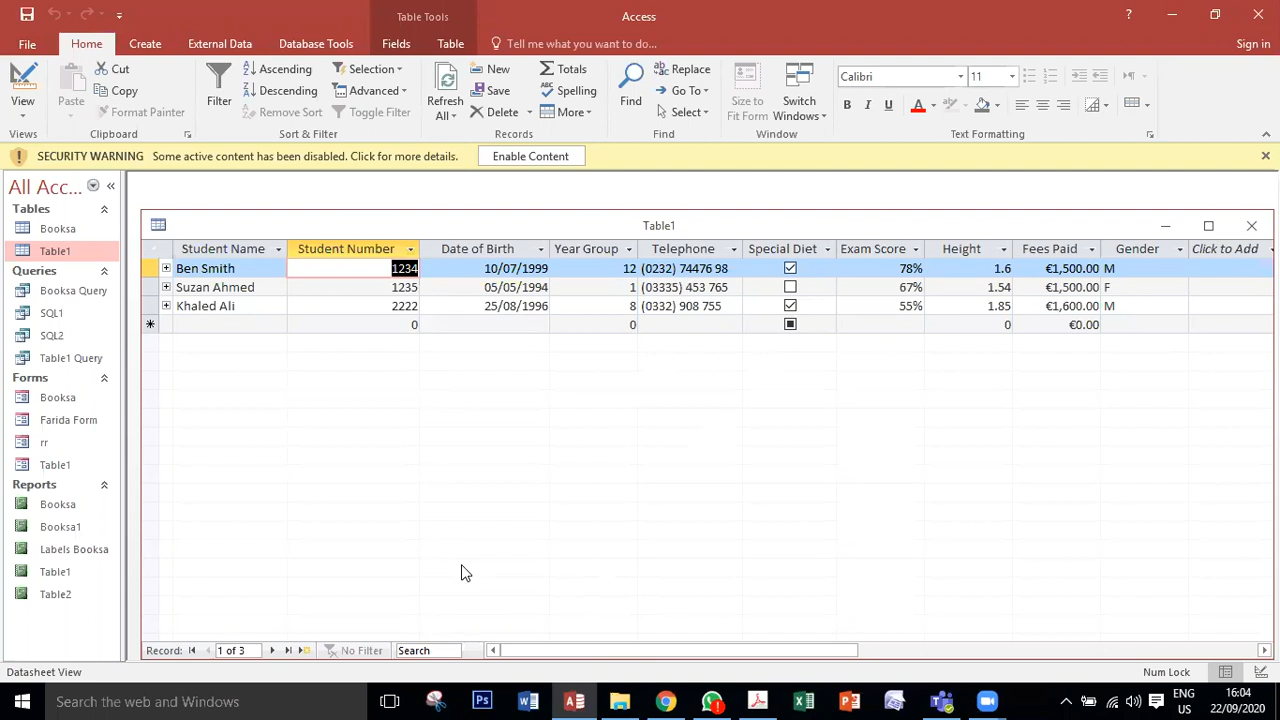 Table Tools
Access
?
Sign in
File Home Create External Data Database Tools Fields Table Tell me what you want to do...
View
Views
Paste
Cut
Copy
Format Painter
Clipboard
Filter
Ascending
Descending
Remove Sort
Selection
Advanced
Toggle Filter
Sort & Filter
Refresh All
New
Save
Delete
Totals
Spelling
More
Records
Find
Replace
Go To
Select
Find
Size to Fit Form
Switch Windows
Window
Calibri 11
B I U A
Text Formatting
SECURITY WARNING Some active content has been disabled. Click for more details. Enable Content
All Acc...
Tables
Booksa
Table1
Queries
Booksa Query
SQL1
SQL2
Table1 Query
Forms
Booksa
Farida Form
rr
Table1
Reports
Booksa
Booksa1
Labels Booksa
Table1
Table2
Table1
Student Name Student Number Date of Birth Year Group Telephone Special Diet Exam Score Height Fees Paid Gender Click to Add
Ben Smith 1234 10/07/1999 12 (0232) 74476 98 78% 1.6 €1,500.00 M
Suzan Ahmed 1235 05/05/1994 1 (03335) 453 765 67% 1.54 €1,500.00 F
Khaled Ali 2222 25/08/1996 8 (0332) 908 755 55% 1.85 €1,600.00 M
0 0 0 €0.00
Record: 1 of 3 No Filter Search
Datasheet View
Num Lock
Search the web and Windows
ENG
US
16:04
22/09/2020